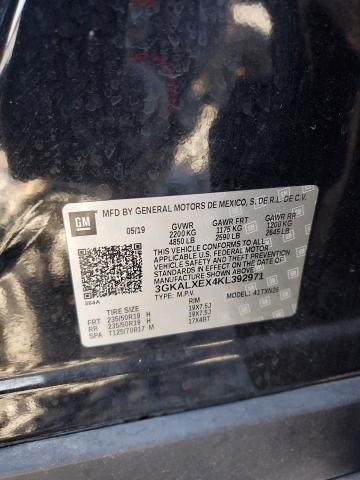 GM MFD BY GENERAL MOTORS DE MEXICO, S. DE R.L. DE C.V.
05/19 GVWR GAWR FRT GAWR RR
2200 KG 1175 KG 1200 KG
4850 LB 2590 LB 2645 LB
THIS VEHICLE CONFORMS TO ALL
APPLICABLE U.S. FEDERAL MOTOR
VEHICLE SAFETY STANDARDS IN
EFFECT ON THE DATE OF
MANUFACTURE SHOWN ABOVE.
3GKALXEX4KL392971
TYPE: M.P.V. MODEL: 41TXN26
TIRE SIZE RIM
FRT 235/50R19 H 19X7.5J
RR 235/50R19 H 19X7.5J
SPA T125/70R17 M 17X4BT